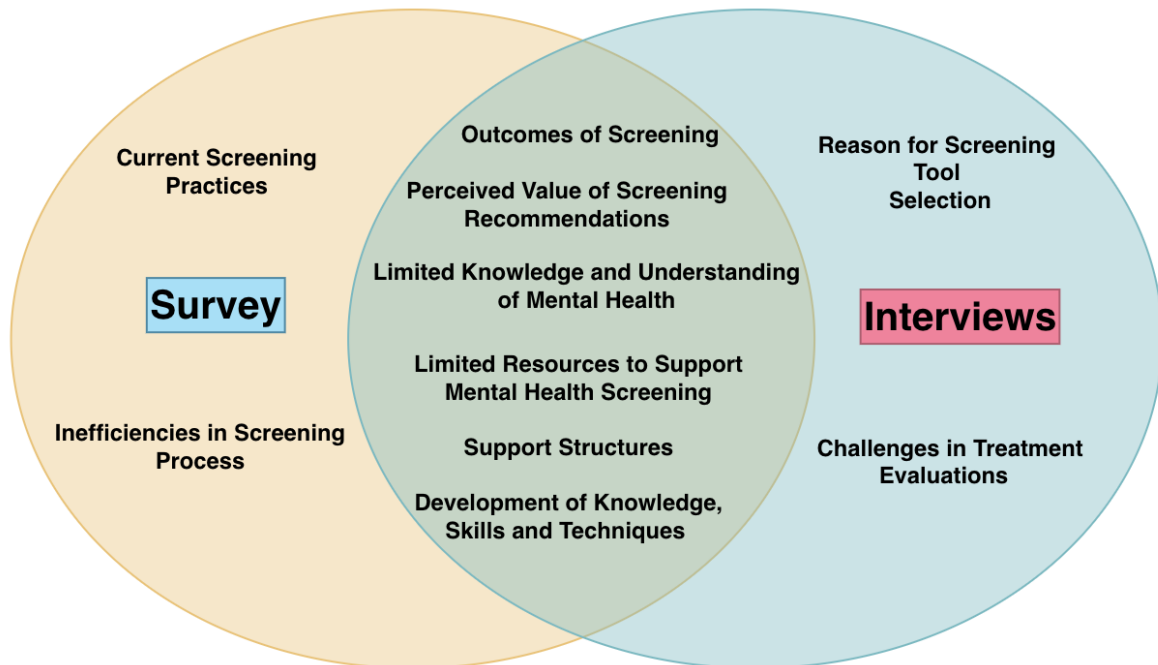 Current Screening
Practices
Survey
Inefficiencies in Screening
Process
Outcomes of Screening
Perceived Value of Screening
Recommendations
Limited Knowledge and Understanding
of Mental Health
Limited Resources to Support
Mental Health Screening
Support Structures
Development of Knowledge,
Skills and Techniques
Reason for Screening
Tool
Selection
Interviews
Challenges in Treatment
Evaluations